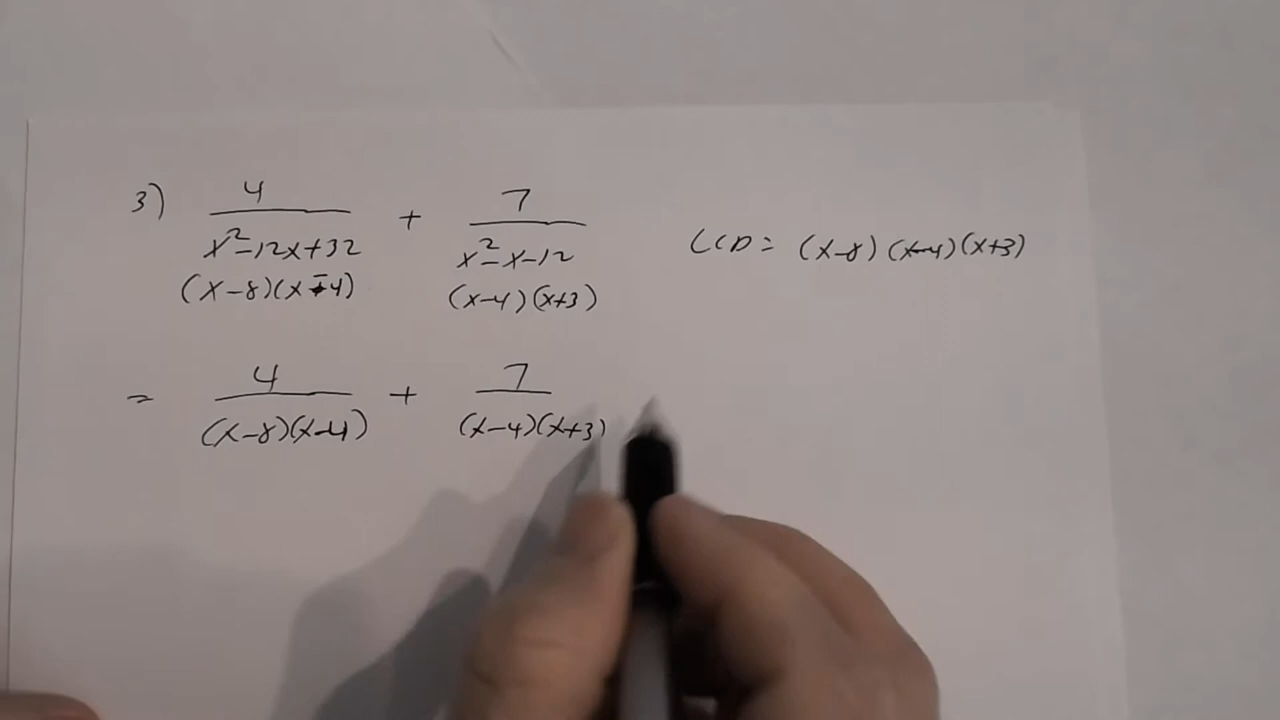 3) 4/(x²-12x+32) + 7/(x²-x-12) LCD = (x-8)(x-4)(x+3)
(x-8)(x-4) (x-4)(x+3)
= 4/((x-8)(x-4)) + 7/((x-4)(x+3))